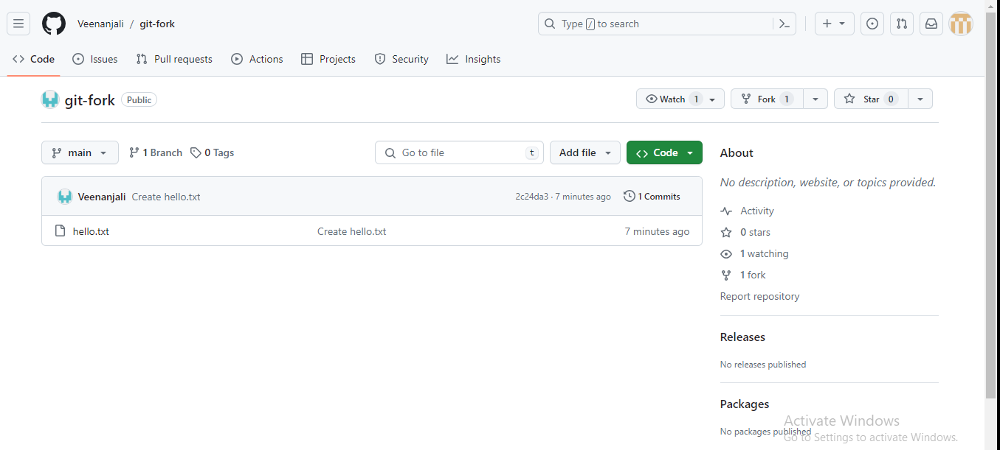 Veenanjali / git-fork
Type / to search
Code Issues Pull requests Actions Projects Security Insights
git-fork Public
Watch 1 Fork 1 Star 0
main 1 Branch 0 Tags Go to file t Add file Code
Veenanjali Create hello.txt 2c24da3 · 7 minutes ago 1 Commits
hello.txt Create hello.txt 7 minutes ago
About
No description, website, or topics provided.
Activity
0 stars
1 watching
1 fork
Report repository
Releases
No releases published
Packages
No packages published
Activate Windows
Go to Settings to activate Windows.